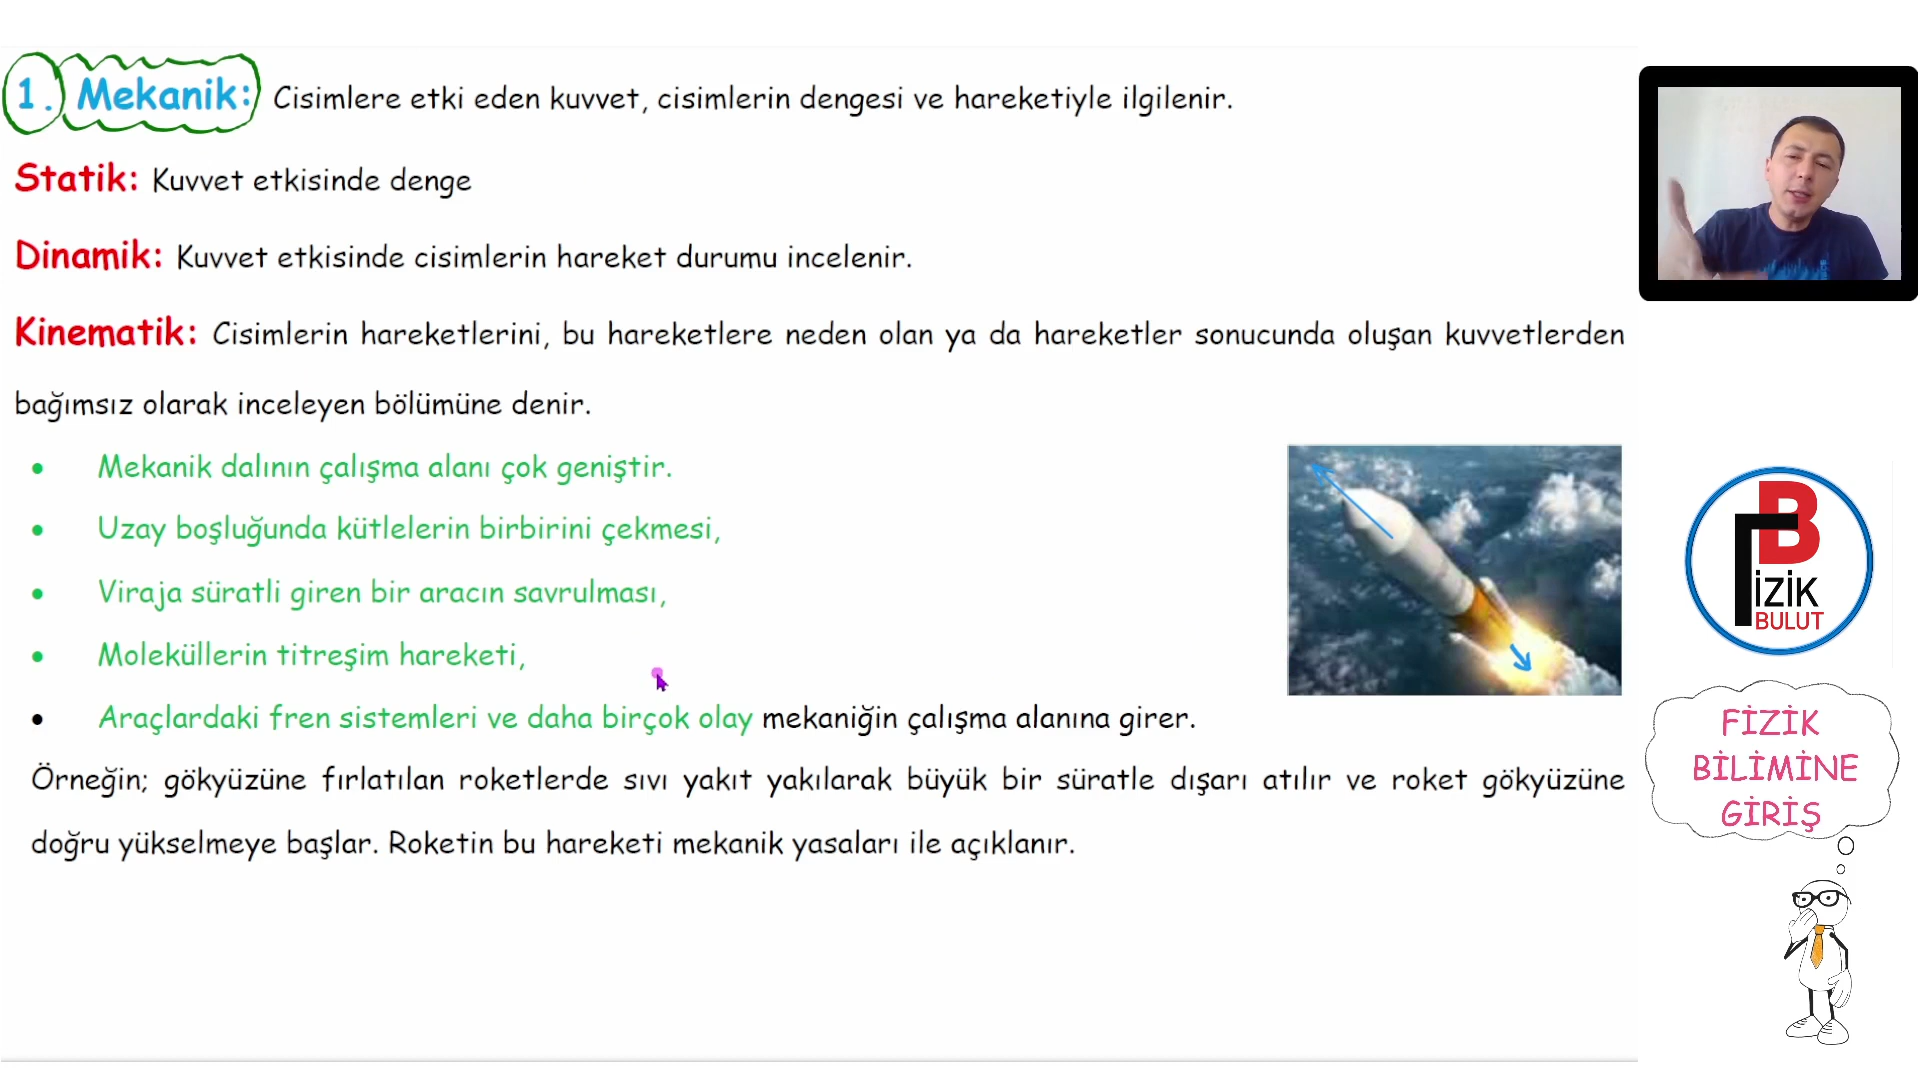 1. Mekanik: Cisimlere etki eden kuvvet, cisimlerin dengesi ve hareketiyle ilgilenir.
Statik: Kuvvet etkisinde denge
Dinamik: Kuvvet etkisinde cisimlerin hareket durumu incelenir.
Kinematik: Cisimlerin hareketlerini, bu hareketlere neden olan ya da hareketler sonucunda oluşan kuvvetlerden
bağımsız olarak inceleyen bölümüne denir.
• Mekanik dalının çalışma alanı çok geniştir.
• Uzay boşluğunda kütlelerin birbirini çekmesi,
• Viraja süratli giren bir aracın savrulması,
• Moleküllerin titreşim hareketi,
• Araçlardaki fren sistemleri ve daha birçok olay mekaniğin çalışma alanına girer.
Örneğin; gökyüzüne fırlatılan roketlerde sıvı yakıt yakılarak büyük bir süratle dışarı atılır ve roket gökyüzüne
doğru yükselmeye başlar. Roketin bu hareketi mekanik yasaları ile açıklanır.
B
FİZİK
BULUT
FİZİK
BİLİMİNE
GİRİŞ